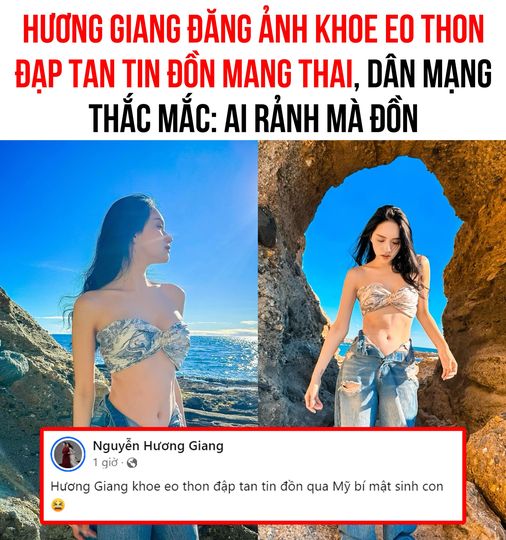 HƯƠNG GIANG ĐĂNG ẢNH KHOE EO THON
ĐẠP TAN TIN ĐỒN MANG THAI, DÂN MẠNG
THẮC MẮC: AI RẢNH MÀ ĐỒN
Nguyễn Hương Giang
1 giờ ·
Hương Giang khoe eo thon đập tan tin đồn qua Mỹ bí mật sinh con
😫